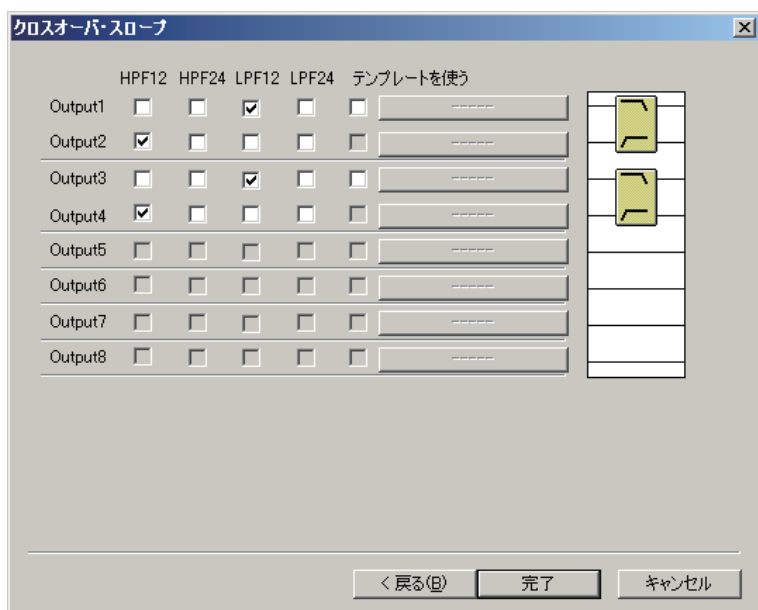 クロスオーバ・スロープ
HPF12 HPF24 LPF12 LPF24 テンプレートを使う
Output1 -----
Output2 -----
Output3 -----
Output4 -----
Output5 -----
Output6 -----
Output7 -----
Output8 -----
< 戻る(B) 完了 キャンセル